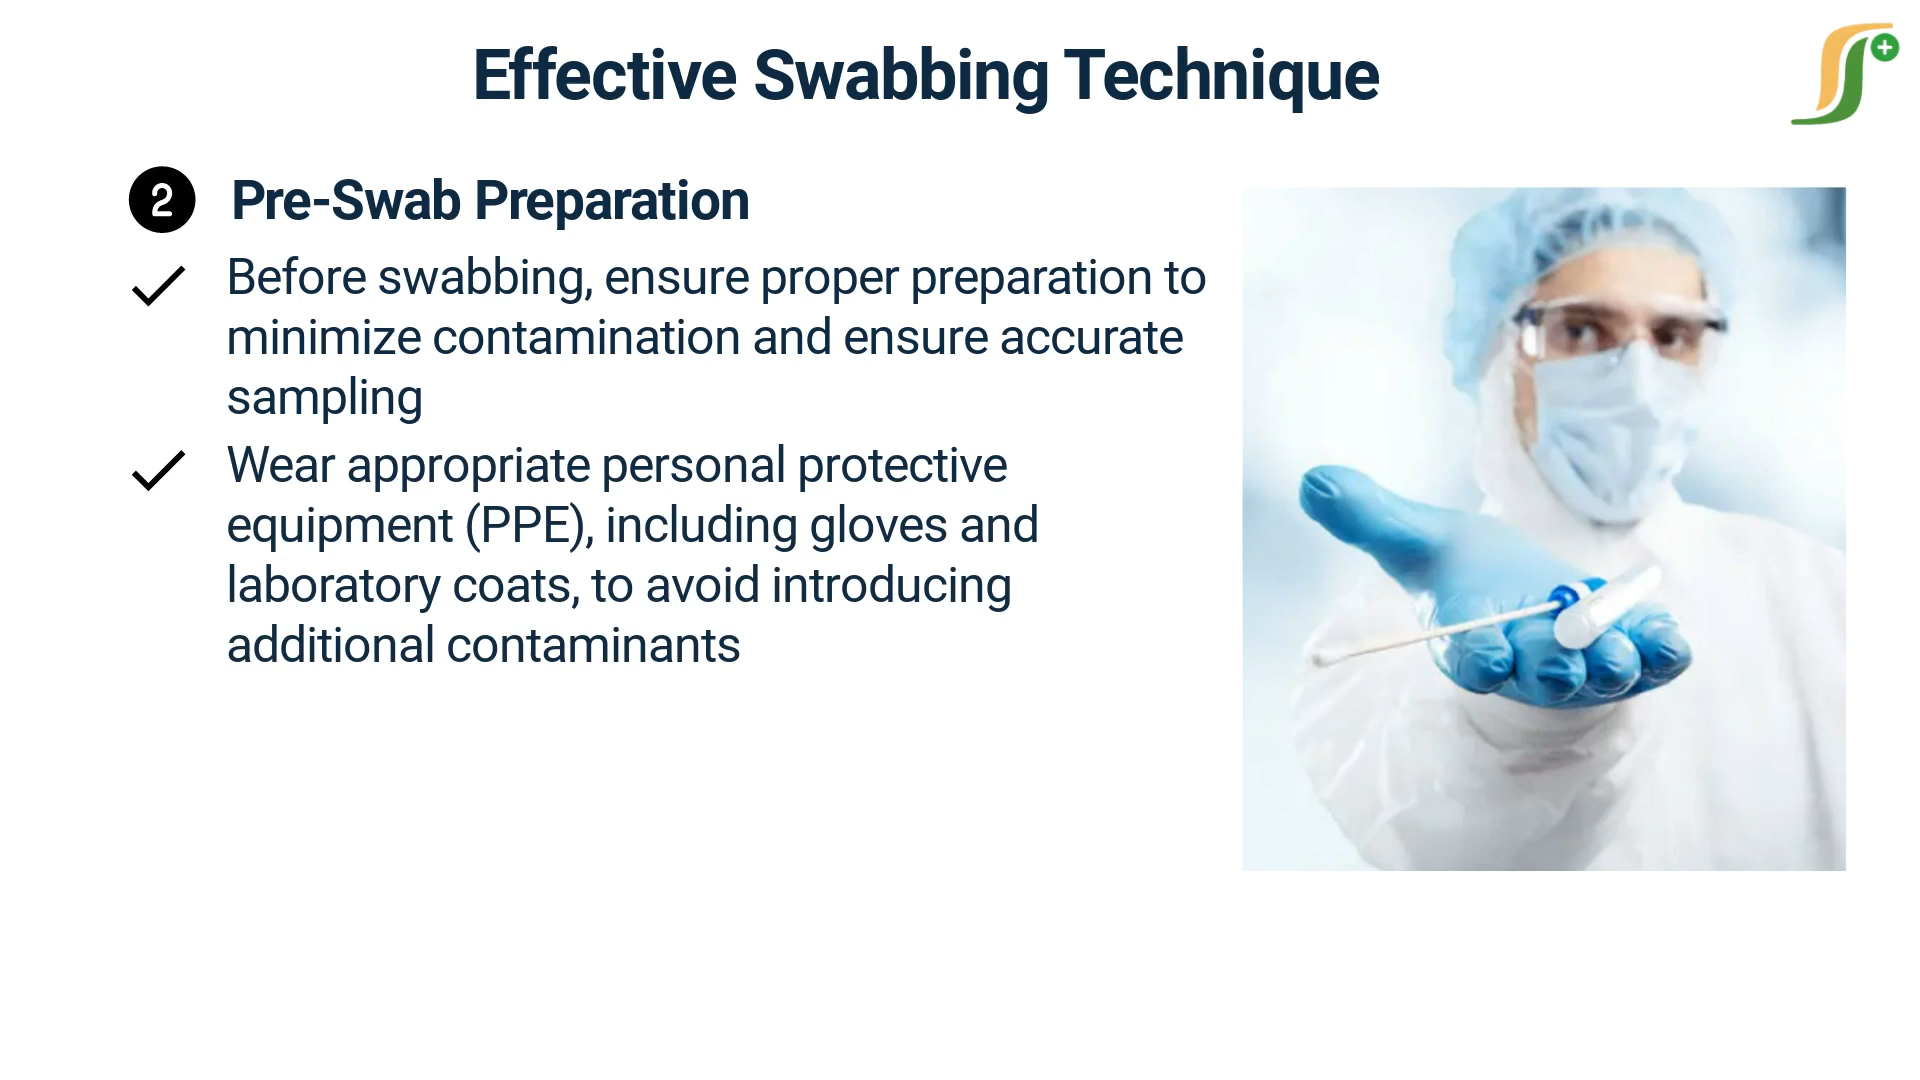 Effective Swabbing Technique
2 Pre-Swab Preparation
Before swabbing, ensure proper preparation to
minimize contamination and ensure accurate
sampling
Wear appropriate personal protective
equipment (PPE), including gloves and
laboratory coats, to avoid introducing
additional contaminants